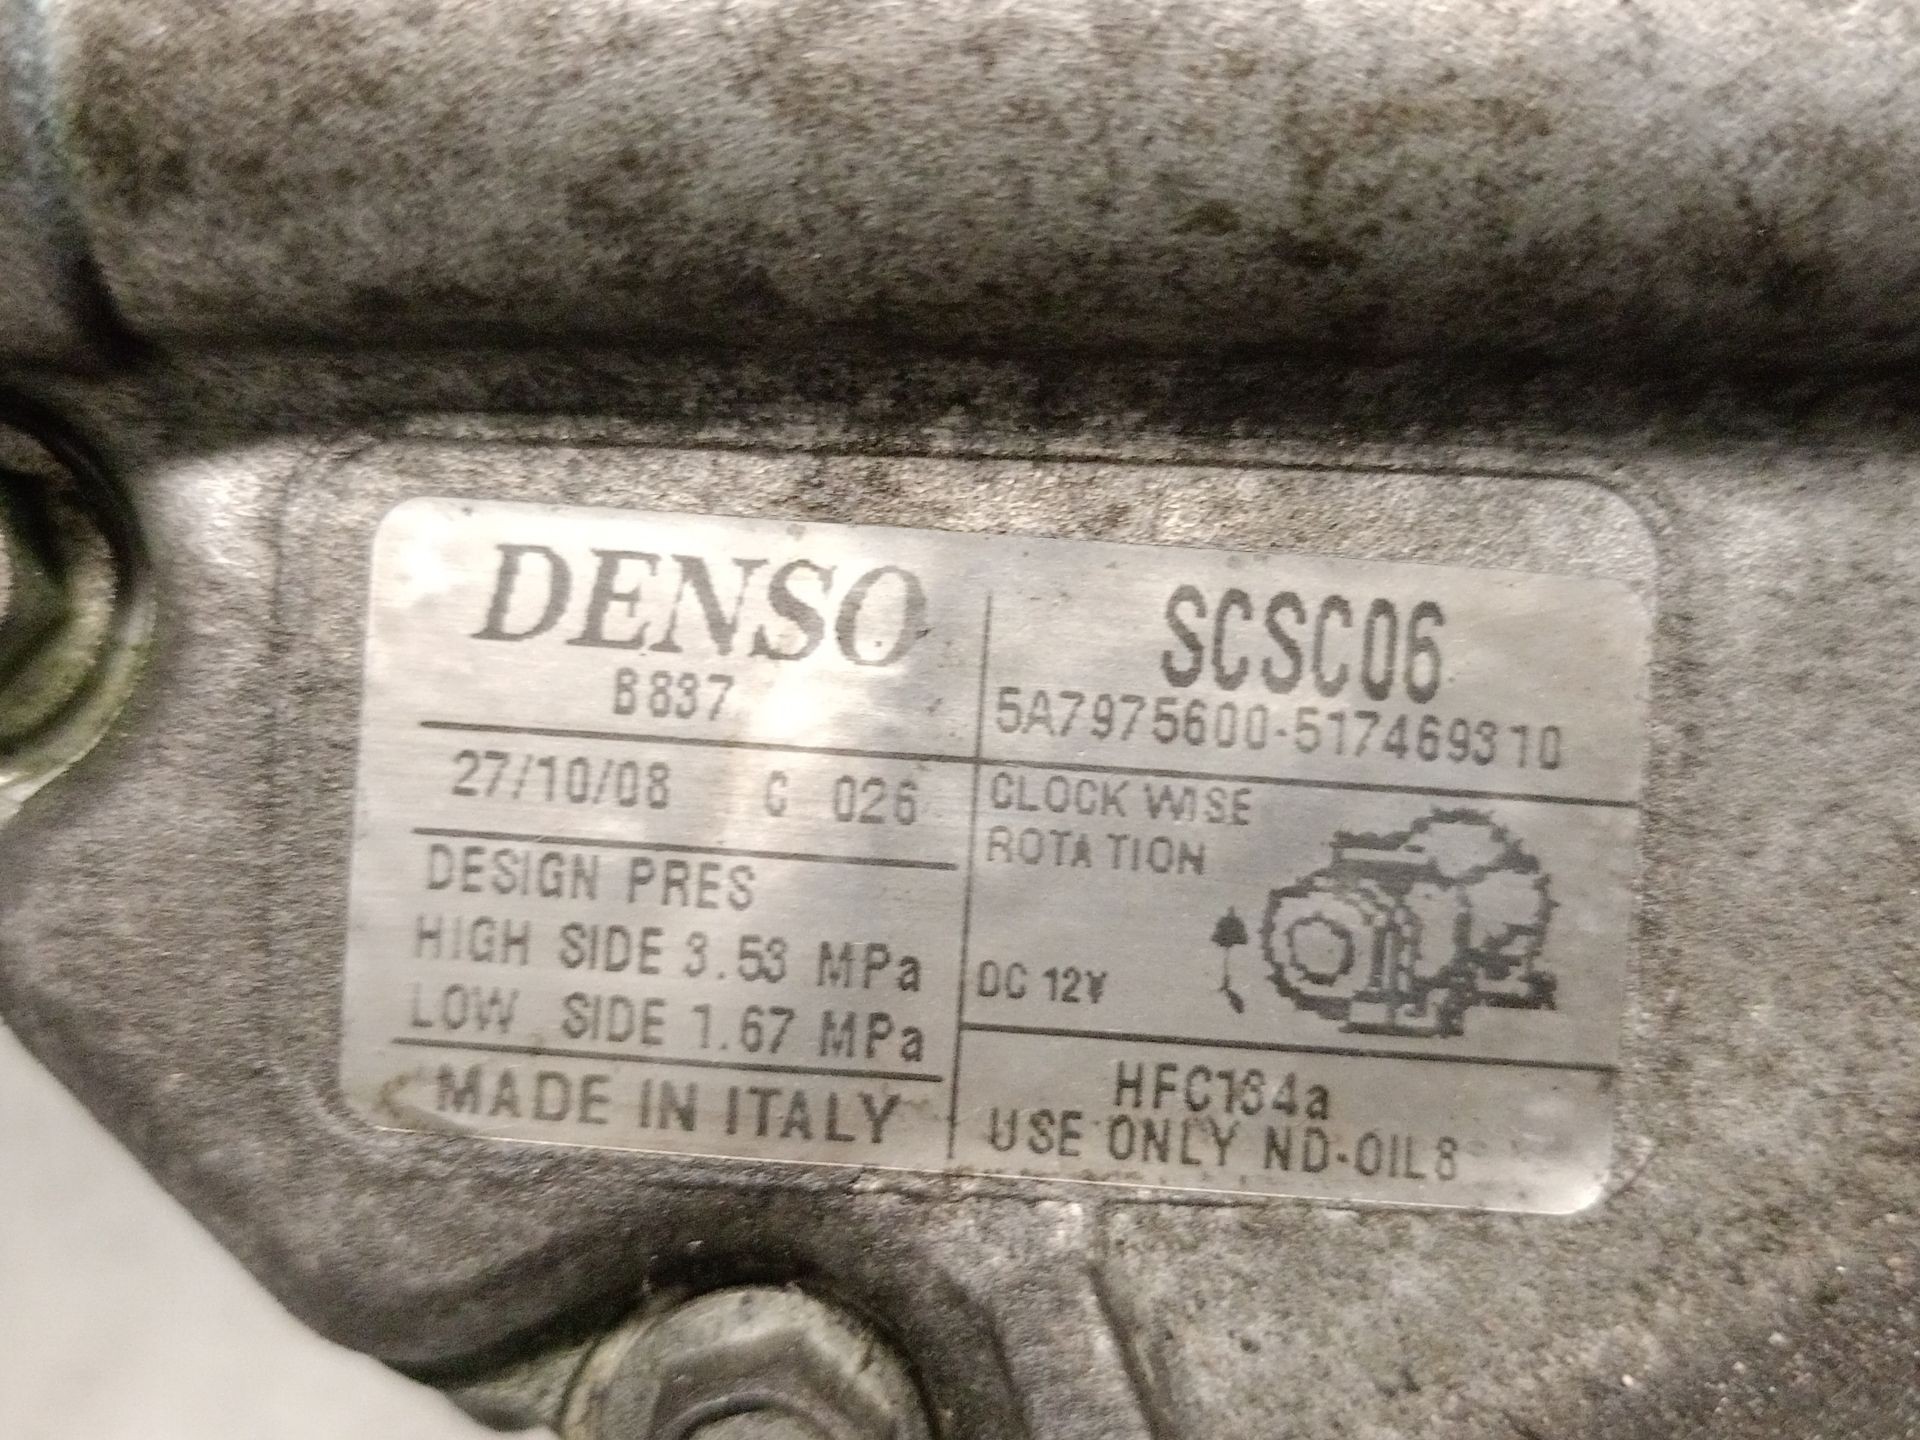 DENSO
B837
27/10/08 C 026
DESIGN PRES
HIGH SIDE 3.53 MPa
LOW SIDE 1.67 MPa
MADE IN ITALY
SCSC06
5A7975600-517469310
CLOCK WISE
ROTATION
DC 12V
HFC134a
USE ONLY ND-OIL8